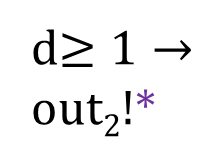 d≥ 1 →
out₂!*